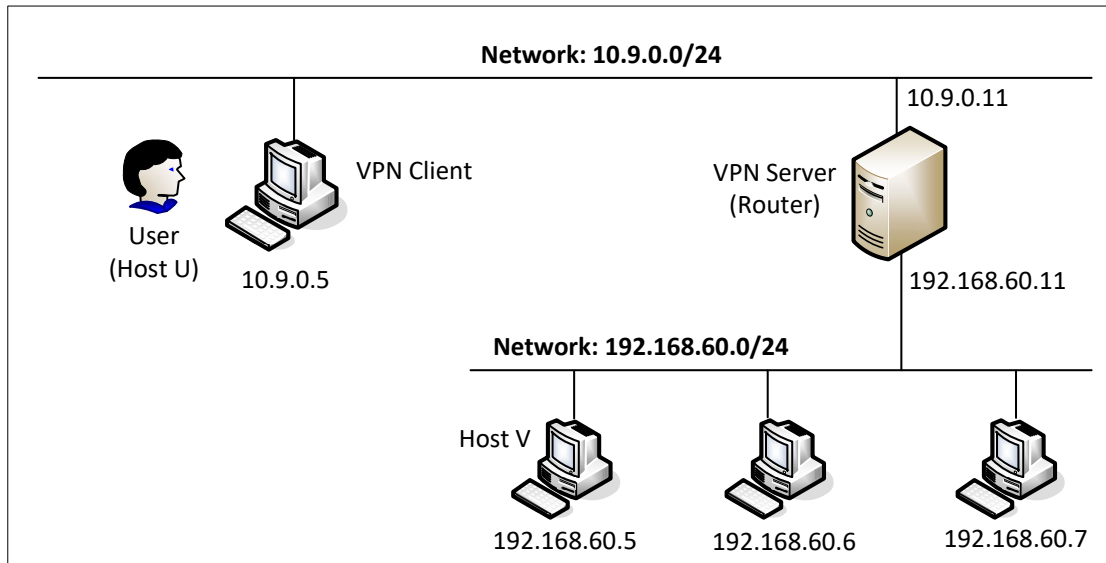 Network: 10.9.0.0/24
10.9.0.11
VPN Client
VPN Server
(Router)
User
(Host U)
10.9.0.5
192.168.60.11
Network: 192.168.60.0/24
Host V
192.168.60.5
192.168.60.6
192.168.60.7